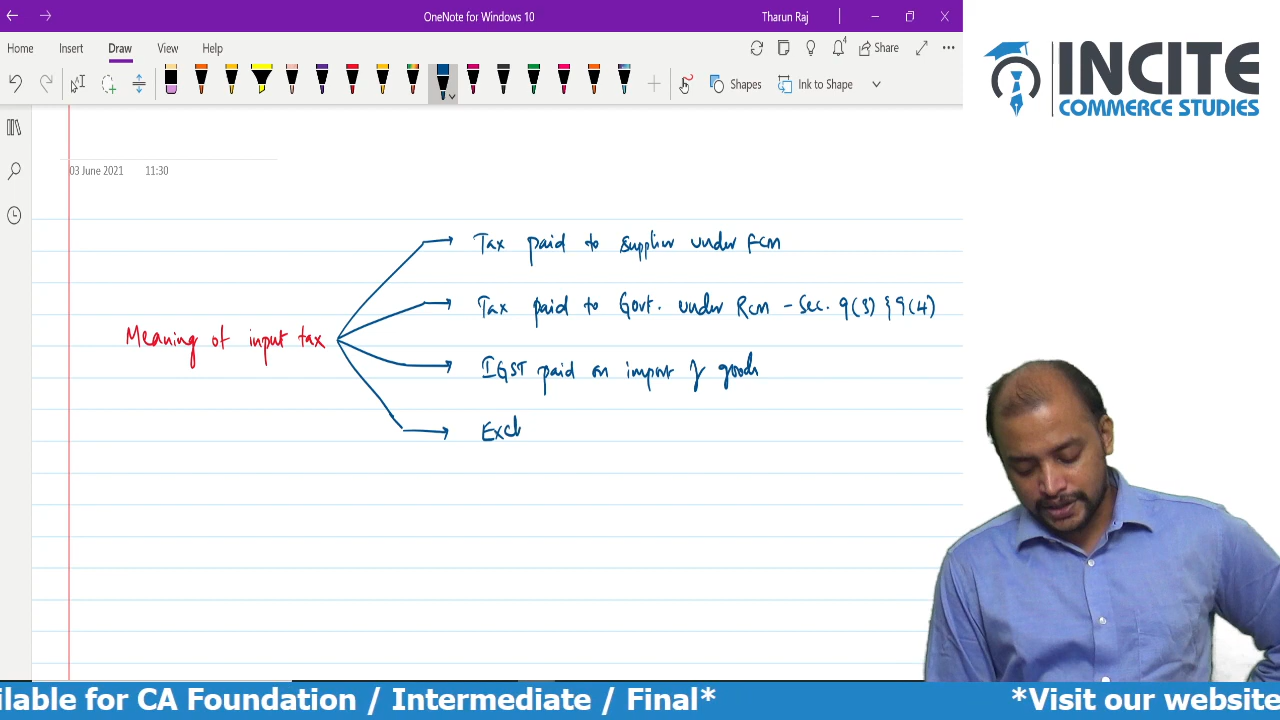 OneNote for Windows 10
Tharun Raj
Home Insert Draw View Help
4
Share
Shapes
Ink to Shape
INCITE
COMMERCE STUDIES
03 June 2021 11:30
Tax paid to supplier under FCM
Tax paid to Govt. under RCM - Sec. 9(3) & 9(4)
Meaning of input tax
IGST paid on import of goods
Excl
ilable for CA Foundation / Intermediate / Final* *Visit our website